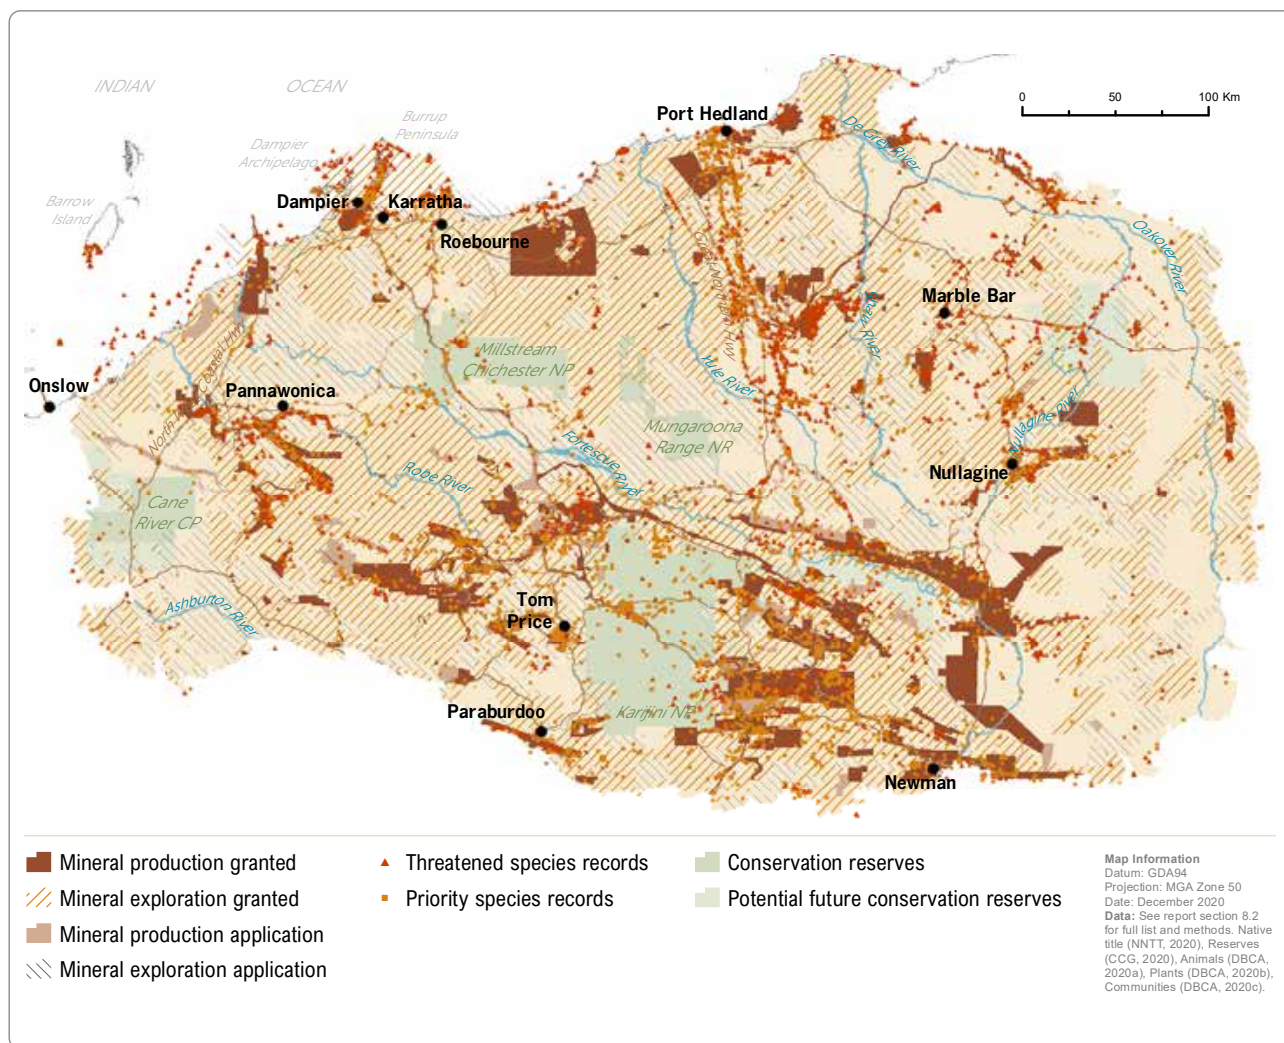 INDIAN
OCEAN
Burrup
Peninsula
Dampier
Archipelago
Barrow
Island
0 50 100 Km
Port Hedland
De Grey River
Dampier
Karratha
Roebourne
Oakover River
Great Northern Hwy
Marble Bar
Shaw River
North West Coastal Hwy
Millstream
Chichester NP
Yule River
Onslow
Pannawonica
Mungaroona
Range NR
Nullagine River
Fortescue River
Robe River
Nullagine
Cane
River CP
Ashburton River
Tom
Price
Paraburdoo
Karijini NP
Newman
Mineral production granted
Mineral exploration granted
Mineral production application
Mineral exploration application
Threatened species records
Priority species records
Conservation reserves
Potential future conservation reserves
Map Information
Datum: GDA94
Projection: MGA Zone 50
Date: December 2020
Data: See report section 8.2
for full list and methods. Native
title (NNTT, 2020), Reserves
(CCG, 2020), Animals (DBCA,
2020a), Plants (DBCA, 2020b),
Communities (DBCA, 2020c).